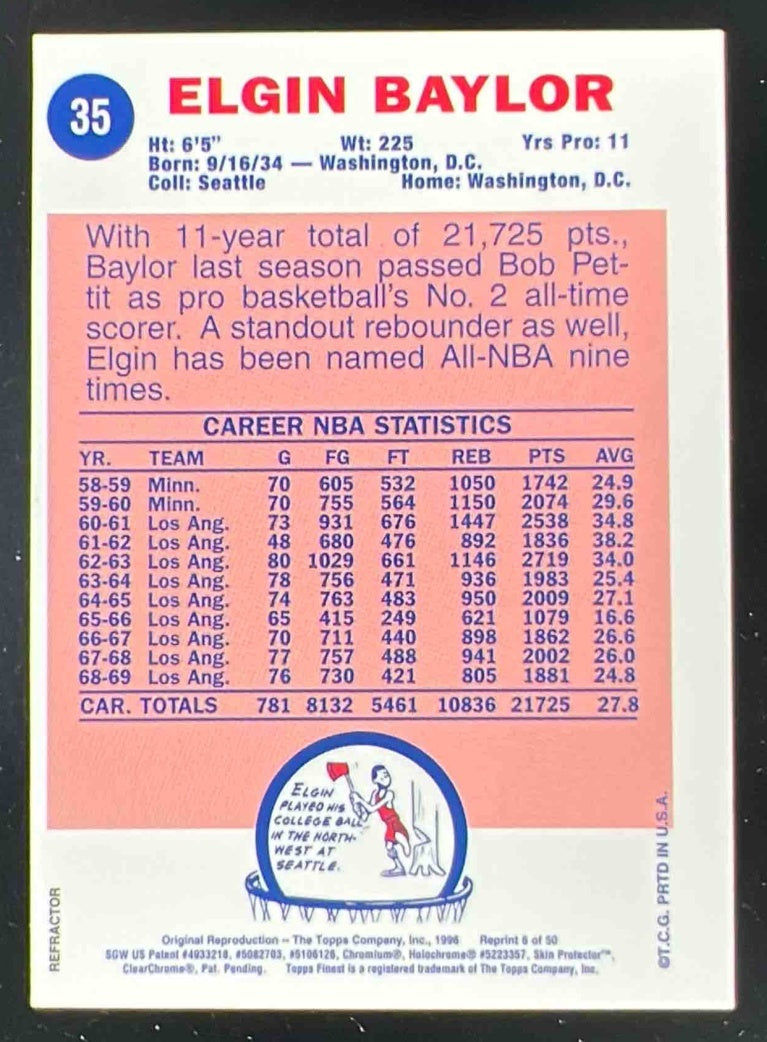 35
ELGIN BAYLOR
Ht: 6'5" Wt: 225 Yrs Pro: 11
Born: 9/16/34 — Washington, D.C.
Coll: Seattle Home: Washington, D.C.
With 11-year total of 21,725 pts.,
Baylor last season passed Bob Pet-
tit as pro basketball's No. 2 all-time
scorer. A standout rebounder as well,
Elgin has been named All-NBA nine
times.
CAREER NBA STATISTICS
YR. TEAM G FG FT REB PTS AVG
58-59 Minn. 70 605 532 1050 1742 24.9
59-60 Minn. 70 755 564 1150 2074 29.6
60-61 Los Ang. 73 931 676 1447 2538 34.8
61-62 Los Ang. 48 680 476 892 1836 38.2
62-63 Los Ang. 80 1029 661 1146 2719 34.0
63-64 Los Ang. 78 756 471 936 1983 25.4
64-65 Los Ang. 74 763 483 950 2009 27.1
65-66 Los Ang. 65 415 249 621 1079 16.6
66-67 Los Ang. 70 711 440 898 1862 26.6
67-68 Los Ang. 77 757 488 941 2002 26.0
68-69 Los Ang. 76 730 421 805 1881 24.8
CAR. TOTALS 781 8132 5461 10836 21725 27.8
ELGIN
PLAYED HIS
COLLEGE BALL
IN THE NORTH-
WEST AT
SEATTLE.
REFRACTOR
©T.C.G. PRTD IN U.S.A.
Original Reproduction – The Topps Company, Inc., 1996 Reprint 6 of 50
SGW US Patent #4933218, #5082703, #5106126, Chromium®, Holochrome® #5223357, Skin Protector™,
ClearChrome®, Pat. Pending. Topps Finest is a registered trademark of The Topps Company, Inc.